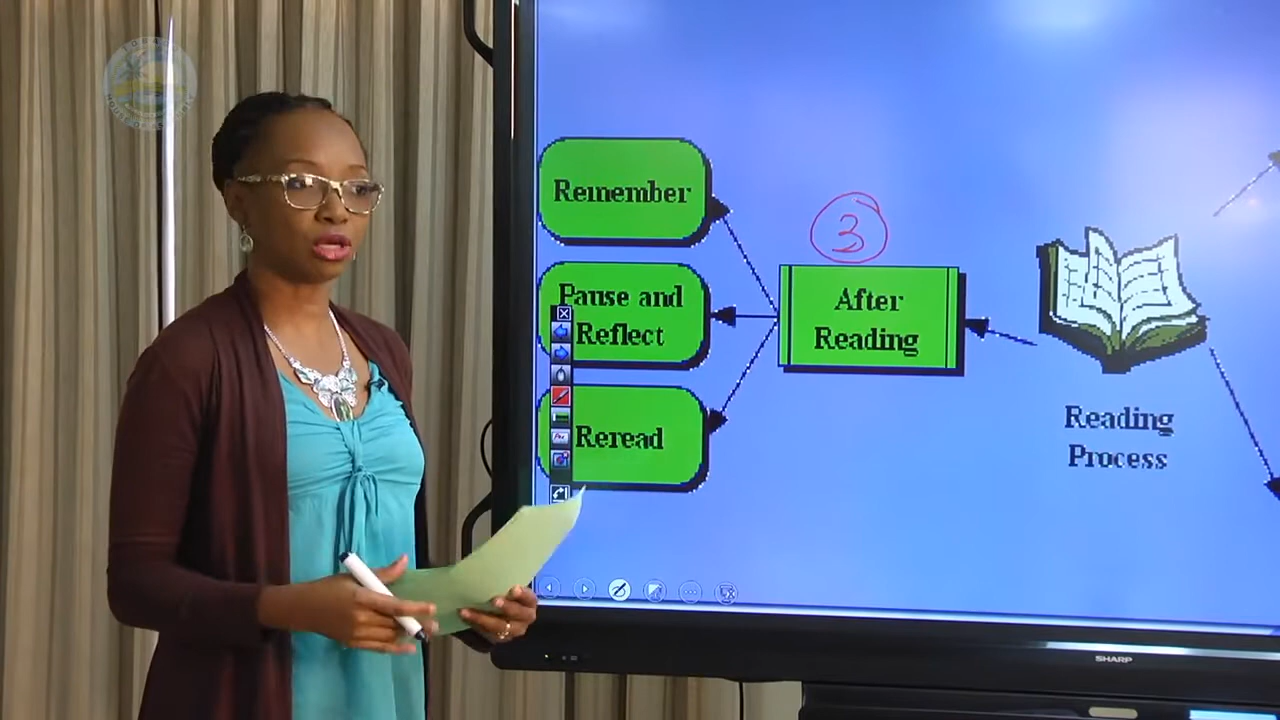 Remember
Pause and
Reflect
Reread
3
After
Reading
Reading
Process
SHARP